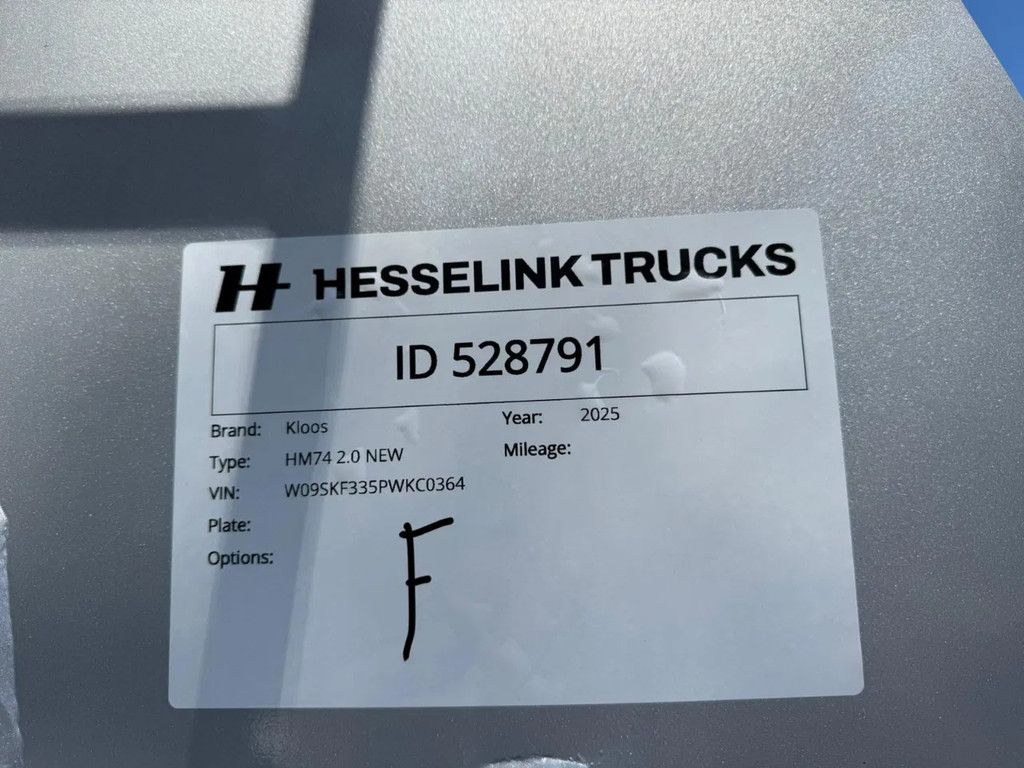 H HESSELINK TRUCKS
ID 528791
Brand: Kloos Year: 2025
Type: HM74 2.0 NEW Mileage:
VIN: W09SKF335PWKC0364
Plate:
Options:
F